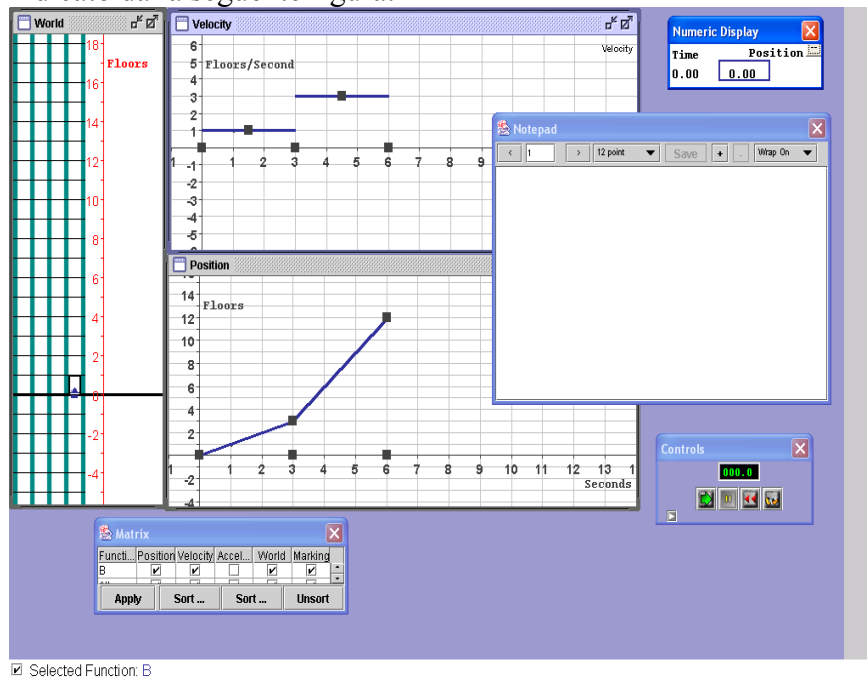 World
18
Floors
16
14
12
10
8
6
4
2
0
-2
-4
Velocity
Velocity
6
5 Floors/Second
4
3
2
1
1 1 2 3 4 5 6 7 8 9
-1
-2
-3
-4
-5
Position
14
Floors
12
10
8
6
4
2
1 1 2 3 4 5 6 7 8 9 10 11 12 13 1
-2
Seconds
-4
Numeric Display
Time Position
0.00 0.00
Notepad
< 1 > 12 point Save + - Wrap On
Controls
000.0
Matrix
Functi... Position Velocity Accel... World Marking
B
Apply Sort ... Sort ... Unsort
Selected Function: B